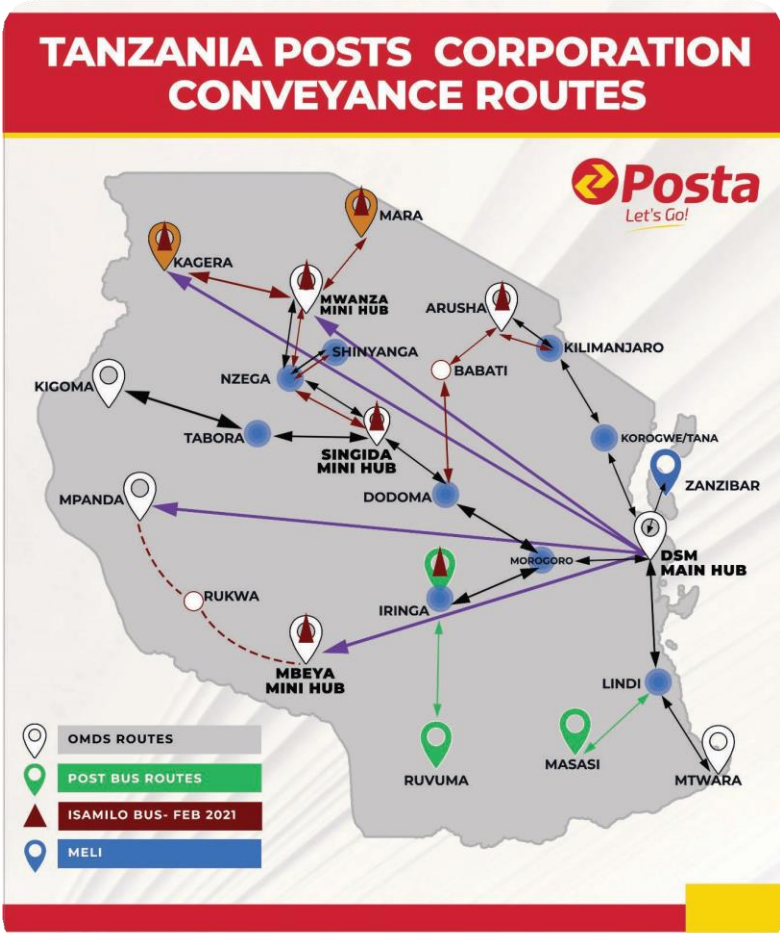 TANZANIA POSTS CORPORATION
CONVEYANCE ROUTES
Posta
Let's Go!
MARA
KAGERA
MWANZA
MINI HUB
ARUSHA
SHINYANGA
KILIMANJARO
NZEGA
BABATI
KIGOMA
TABORA
KOROGWE/TANA
SINGIDA
MINI HUB
ZANZIBAR
MPANDA
DODOMA
DSM
MAIN HUB
MOROGORO
RUKWA
IRINGA
MBEYA
MINI HUB
LINDI
RUVUMA
MASASI
MTWARA
OMDS ROUTES
POST BUS ROUTES
ISAMILO BUS- FEB 2021
MELI